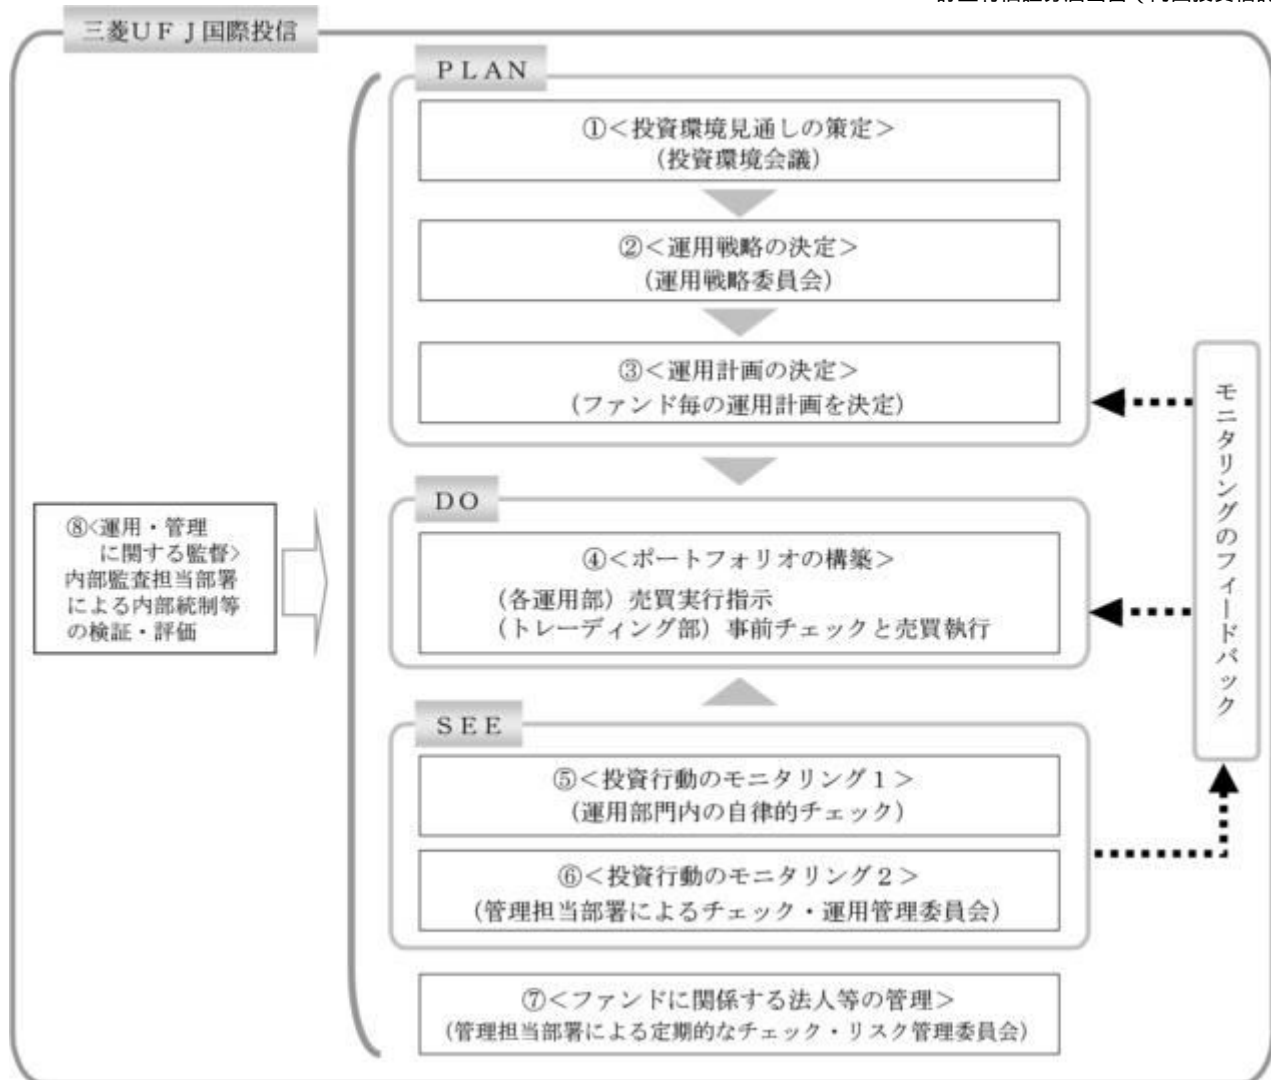 三菱ＵＦＪ国際投信
ＰＬＡＮ
①＜投資環境見通しの策定＞
（投資環境会議）
②＜運用戦略の決定＞
（運用戦略委員会）
③＜運用計画の決定＞
（ファンド毎の運用計画を決定）
ＤＯ
④＜ポートフォリオの構築＞
（各運用部）売買実行指示
（トレーディング部）事前チェックと売買執行
ＳＥＥ
⑤＜投資行動のモニタリング１＞
（運用部門内の自律的チェック）
⑥＜投資行動のモニタリング２＞
（管理担当部署によるチェック・運用管理委員会）
⑦＜ファンドに関係する法人等の管理＞
（管理担当部署による定期的なチェック・リスク管理委員会）
⑧<運用・管理
に関する監督>
内部監査担当部署
による内部統制等
の検証・評価
モニタリングのフィードバック